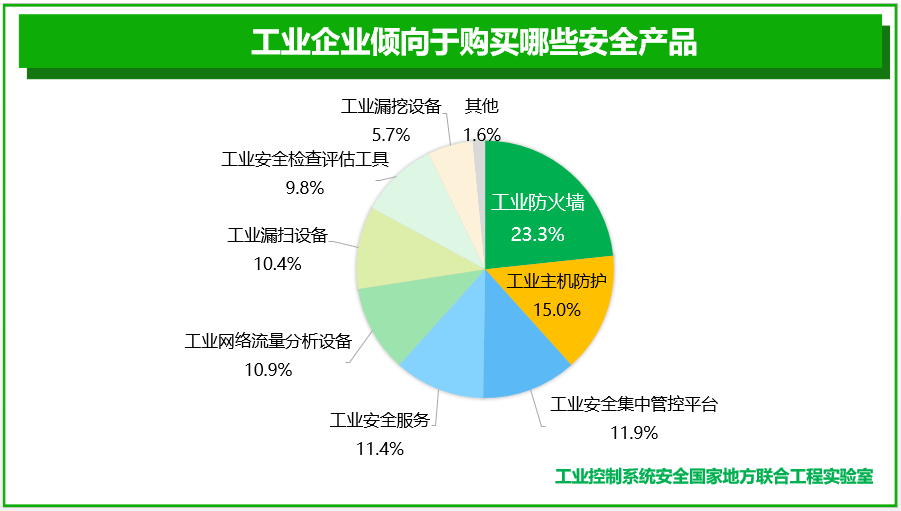 工业企业倾向于购买哪些安全产品
工业漏挖设备
5.7%
其他
1.6%
工业安全检查评估工具
9.8%
工业防火墙
23.3%
工业漏扫设备
10.4%
工业主机防护
15.0%
工业网络流量分析设备
10.9%
工业安全集中管控平台
11.9%
工业安全服务
11.4%
工业控制系统安全国家地方联合工程实验室